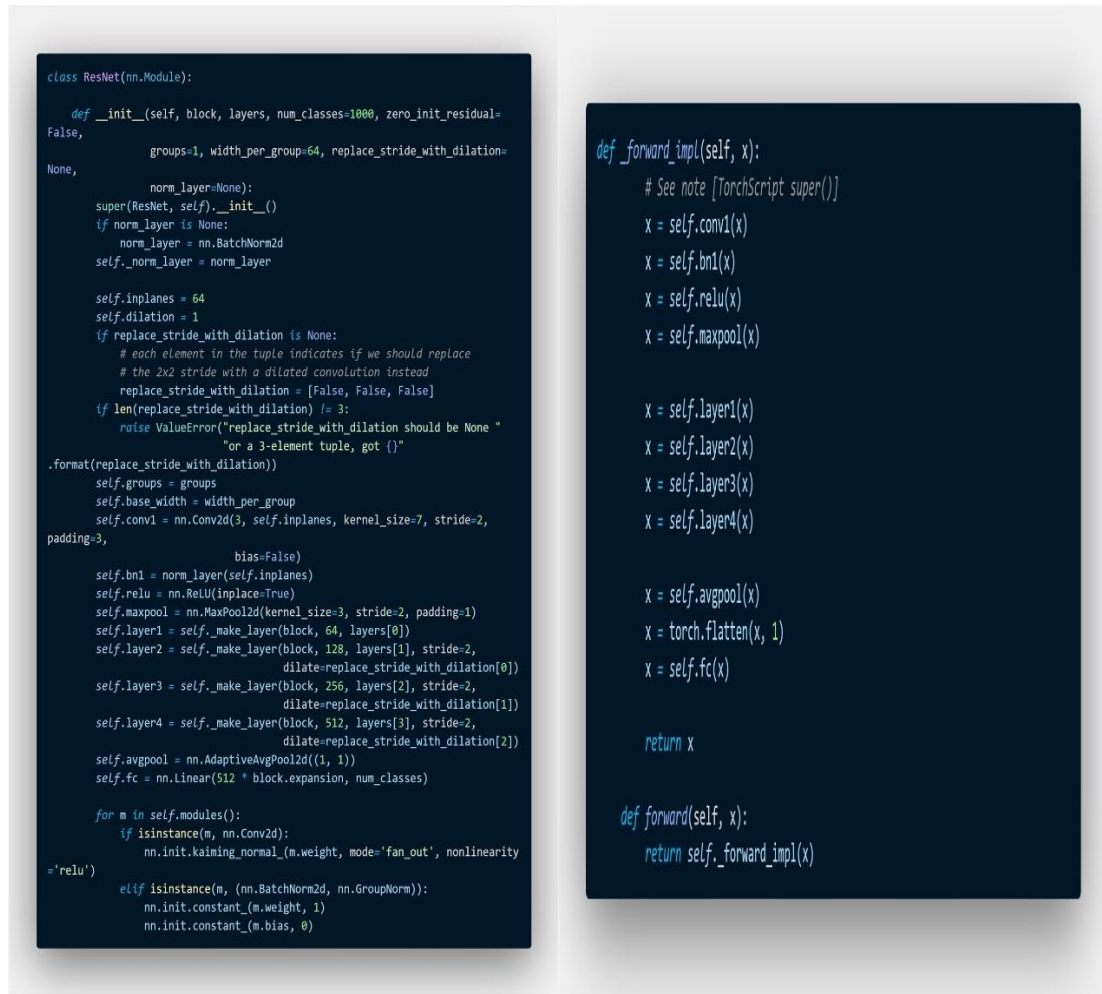 class ResNet(nn.Module):
def __init__(self, block, layers, num_classes=1000, zero_init_residual=
False,
groups=1, width_per_group=64, replace_stride_with_dilation=
None,
norm_layer=None):
super(ResNet, self).__init__()
if norm_layer is None:
norm_layer = nn.BatchNorm2d
self._norm_layer = norm_layer
self.inplanes = 64
self.dilation = 1
if replace_stride_with_dilation is None:
# each element in the tuple indicates if we should replace
# the 2x2 stride with a dilated convolution instead
replace_stride_with_dilation = [False, False, False]
if len(replace_stride_with_dilation) != 3:
raise ValueError("replace_stride_with_dilation should be None "
"or a 3-element tuple, got {}"
.format(replace_stride_with_dilation))
self.groups = groups
self.base_width = width_per_group
self.conv1 = nn.Conv2d(3, self.inplanes, kernel_size=7, stride=2,
padding=3,
bias=False)
self.bn1 = norm_layer(self.inplanes)
self.relu = nn.ReLU(inplace=True)
self.maxpool = nn.MaxPool2d(kernel_size=3, stride=2, padding=1)
self.layer1 = self._make_layer(block, 64, layers[0])
self.layer2 = self._make_layer(block, 128, layers[1], stride=2,
dilate=replace_stride_with_dilation[0])
self.layer3 = self._make_layer(block, 256, layers[2], stride=2,
dilate=replace_stride_with_dilation[1])
self.layer4 = self._make_layer(block, 512, layers[3], stride=2,
dilate=replace_stride_with_dilation[2])
self.avgpool = nn.AdaptiveAvgPool2d((1, 1))
self.fc = nn.Linear(512 * block.expansion, num_classes)
for m in self.modules():
if isinstance(m, nn.Conv2d):
nn.init.kaiming_normal_(m.weight, mode='fan_out', nonlinearity
='relu')
elif isinstance(m, (nn.BatchNorm2d, nn.GroupNorm)):
nn.init.constant_(m.weight, 1)
nn.init.constant_(m.bias, 0)
def _forward_impl(self, x):
# See note [TorchScript super()]
x = self.conv1(x)
x = self.bn1(x)
x = self.relu(x)
x = self.maxpool(x)
x = self.layer1(x)
x = self.layer2(x)
x = self.layer3(x)
x = self.layer4(x)
x = self.avgpool(x)
x = torch.flatten(x, 1)
x = self.fc(x)
return x
def forward(self, x):
return self._forward_impl(x)